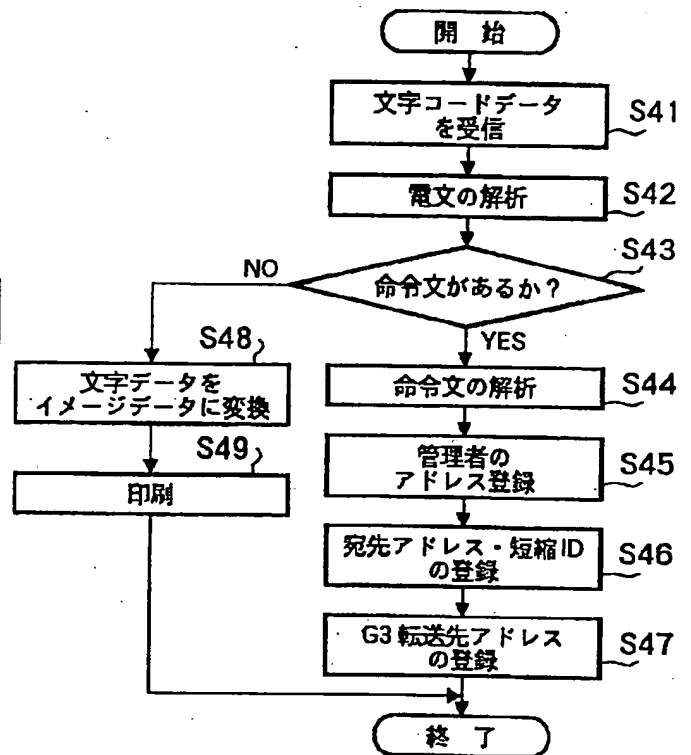 開 始
文字コードデータ
を受信
S41
電文の解析
S42
命令文があるか?
S43
NO
YES
文字データを
イメージデータに変換
S48
印刷
S49
命令文の解析
S44
管理者の
アドレス登録
S45
宛先アドレス・短縮ID
の登録
S46
G3転送先アドレス
の登録
S47
終 了